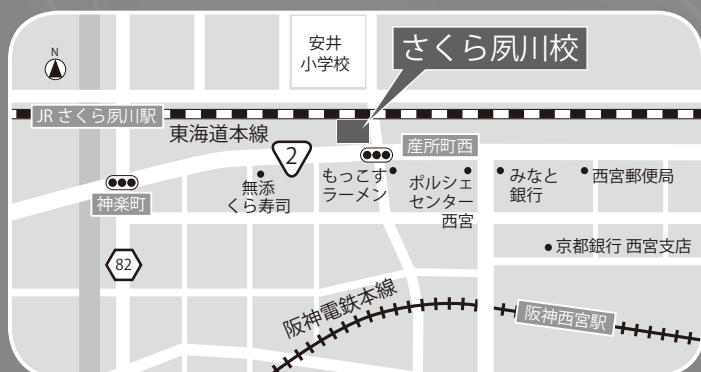 N
安井
小学校
さくら夙川校
JR さくら夙川駅
東海道本線
2
産所町西
神楽町
無添
くら寿司
もっこす
ラーメン
ポルシェ
センター
西宮
みなと
銀行
西宮郵便局
82
京都銀行 西宮支店
阪神電鉄本線
阪神西宮駅